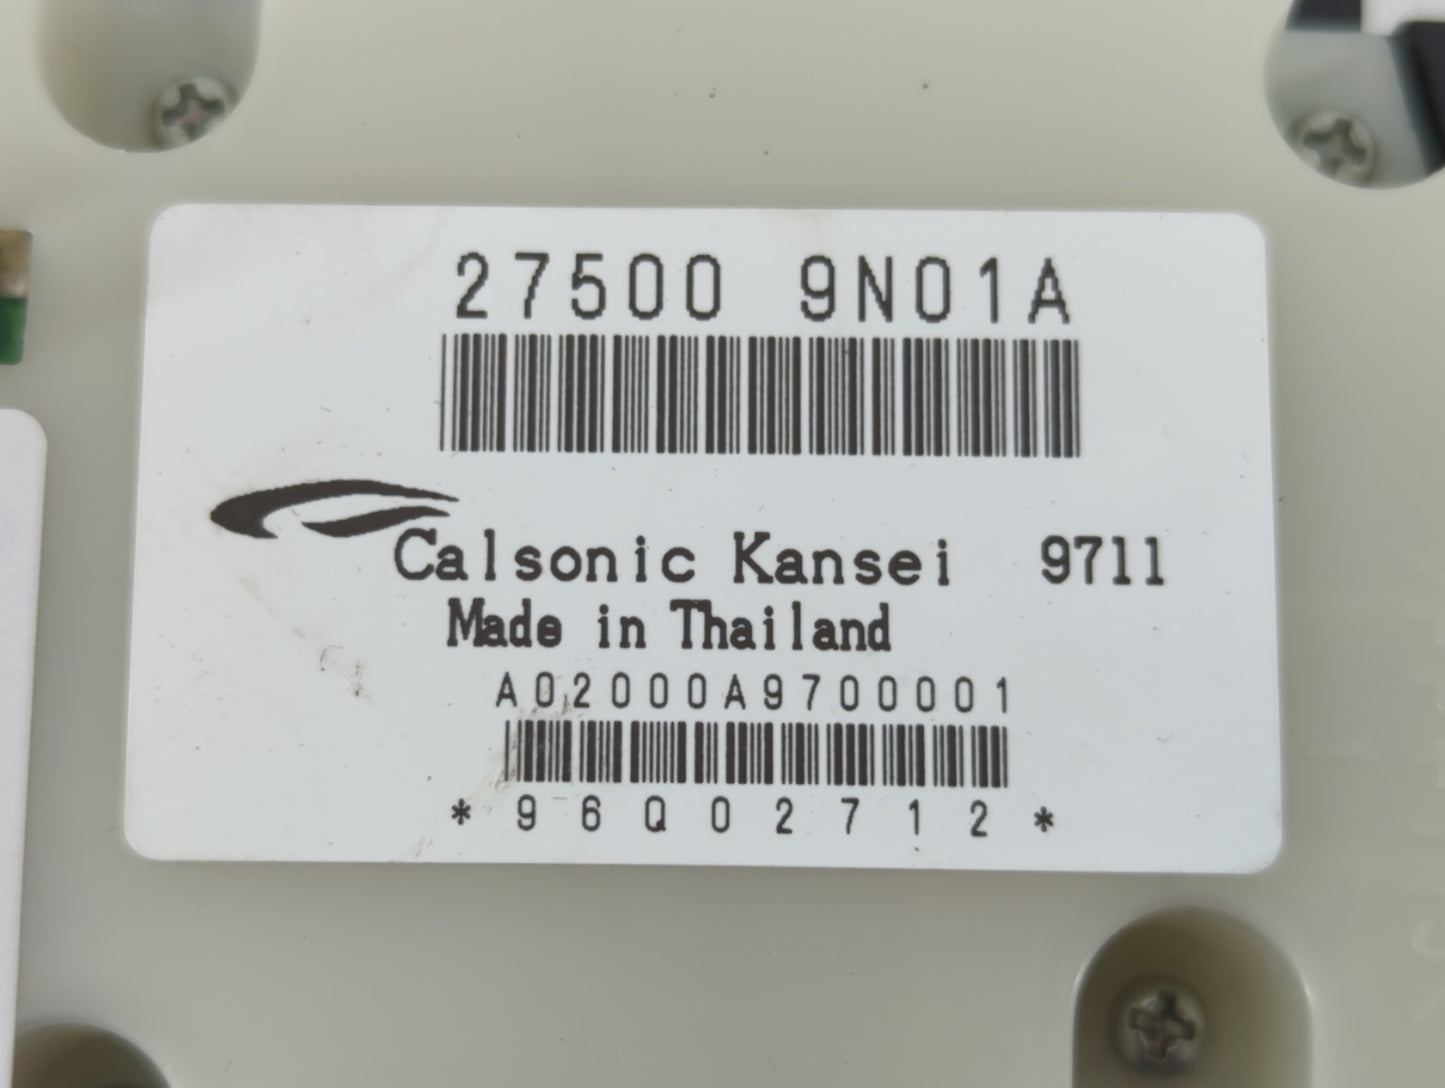 27500 9N01A
Calsonic Kansei 9711
Made in Thailand
A02000A9700001
*96Q02712*